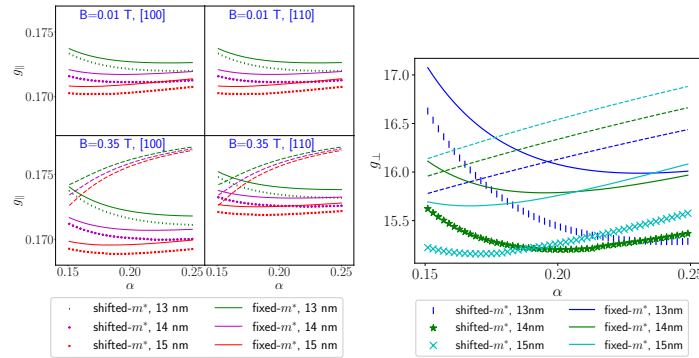 B=0.01 T, [100]
B=0.01 T, [110]
0.175
g∥
0.170
B=0.35 T, [100]
B=0.35 T, [110]
0.175
g∥
0.170
0.15 0.20 0.25 0.15 0.20 0.25
α
α
shifted-m*, 13 nm fixed-m*, 13 nm
shifted-m*, 14 nm fixed-m*, 14 nm
shifted-m*, 15 nm fixed-m*, 15 nm
17.0
16.5
g⊥
16.0
15.5
0.15 0.20 0.25
α
shifted-m*, 13nm fixed-m*, 13nm
shifted-m*, 14nm fixed-m*, 14nm
shifted-m*, 15nm fixed-m*, 15nm